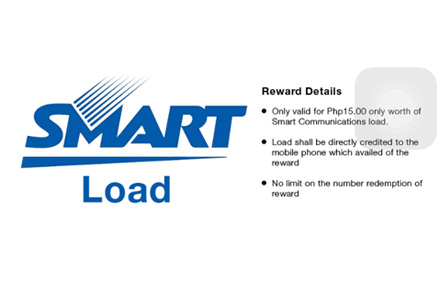 SMART
Load
Reward Details
• Only valid for Php15.00 only worth of
Smart Communications load.
• Load shall be directly credited to the
mobile phone which availed of the
reward
• No limit on the number redemption of
reward